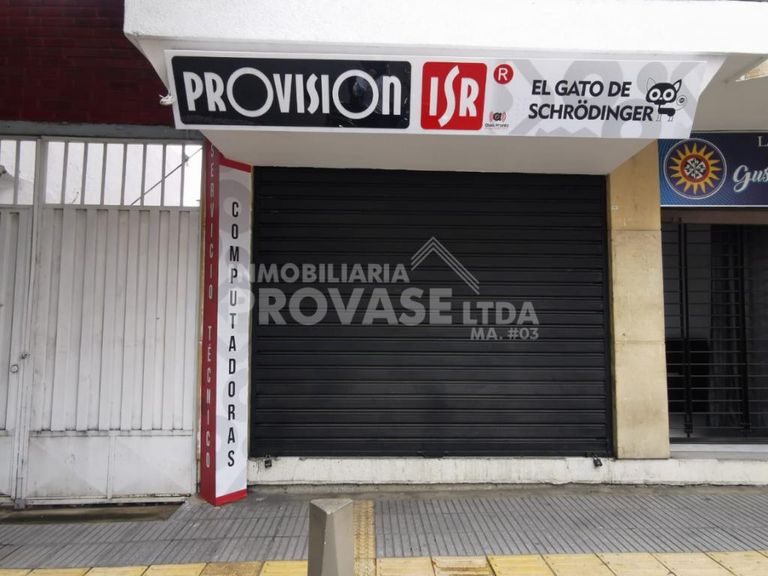 PROVISION
ISR
R
EL GATO DE
SCHRÖDINGER
SERVICIO TÉCNICO
COMPUTADORAS
INMOBILIARIA
PROVASE LTDA
MA. #03